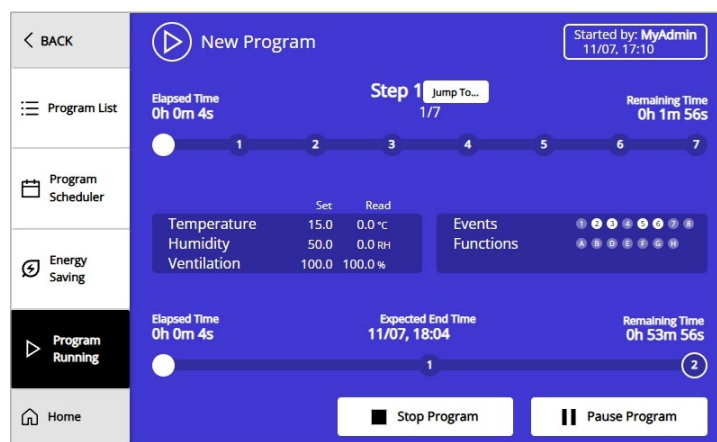 BACK
New Program
Started by: MyAdmin
11/07, 17:10
Program List
Elapsed Time
0h 0m 4s
Step 1
Jump To...
1/7
Remaining Time
0h 1m 56s
1 2 3 4 5 6 7
Program
Scheduler
Set Read
Temperature 15.0 0.0 °C
Humidity 50.0 0.0 RH
Ventilation 100.0 100.0 %
Events 1 2 3 4 5 6 7 8
Functions A B D E F G H
Energy
Saving
Elapsed Time
0h 0m 4s
Expected End Time
11/07, 18:04
Remaining Time
0h 53m 56s
1 2
Program
Running
Home
Stop Program
Pause Program